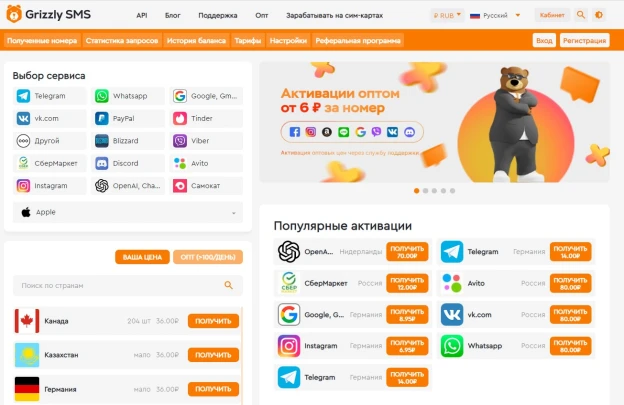 Grizzly SMS
API Блог Поддержка Опт Зарабатывать на сим-картах
₽ RUB Русский Кабинет
Полученные номера Статистика запросов История баланса Тарифы Настройки Реферальная программа
Вход Регистрация
Выбор сервиса
Telegram Whatsapp Google, Gm...
vk.com PayPal Tinder
Другой Blizzard Viber
СберМаркет Discord Avito
Instagram OpenAI, Cha... Самокат
Apple
ВАША ЦЕНА ОПТ (+100/ДЕНЬ)
Поиск по странам
Канада 204 шт 36.00₽ ПОЛУЧИТЬ
Казахстан мало 36.00₽ ПОЛУЧИТЬ
Германия мало 36.00₽ ПОЛУЧИТЬ
Активации оптом
от 6 ₽ за номер
Активация оптовых цен через службу поддержки
Популярные активации
OpenA... Нидерланды ПОЛУЧИТЬ 70.00₽
Telegram Германия ПОЛУЧИТЬ 14.00₽
СберМаркет Россия ПОЛУЧИТЬ 12.00₽
Avito Россия ПОЛУЧИТЬ 80.00₽
Google, G... Германия ПОЛУЧИТЬ 8.95₽
vk.com Россия ПОЛУЧИТЬ 80.00₽
Instagram Германия ПОЛУЧИТЬ 6.95₽
Whatsapp Россия ПОЛУЧИТЬ 80.00₽
Telegram Германия ПОЛУЧИТЬ 14.00₽